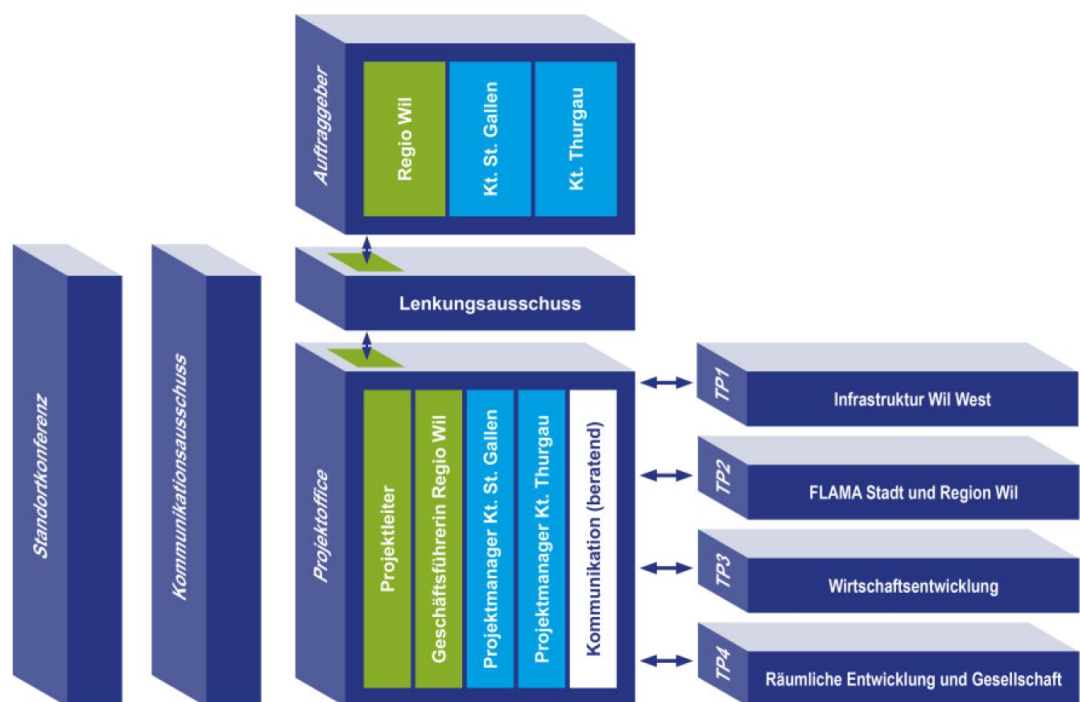 Auftraggeber
Regio Wil
Kt. St. Gallen
Kt. Thurgau
Lenkungsausschuss
Standortkonferenz
Kommunikationsausschuss
Projektoffice
Projektleiter
Geschäftsführerin Regio Wil
Projektmanager Kt. St. Gallen
Projektmanager Kt. Thurgau
Kommunikation (beratend)
TP1
Infrastruktur Wil West
TP2
FLAMA Stadt und Region Wil
TP3
Wirtschaftsentwicklung
TP4
Räumliche Entwicklung und Gesellschaft